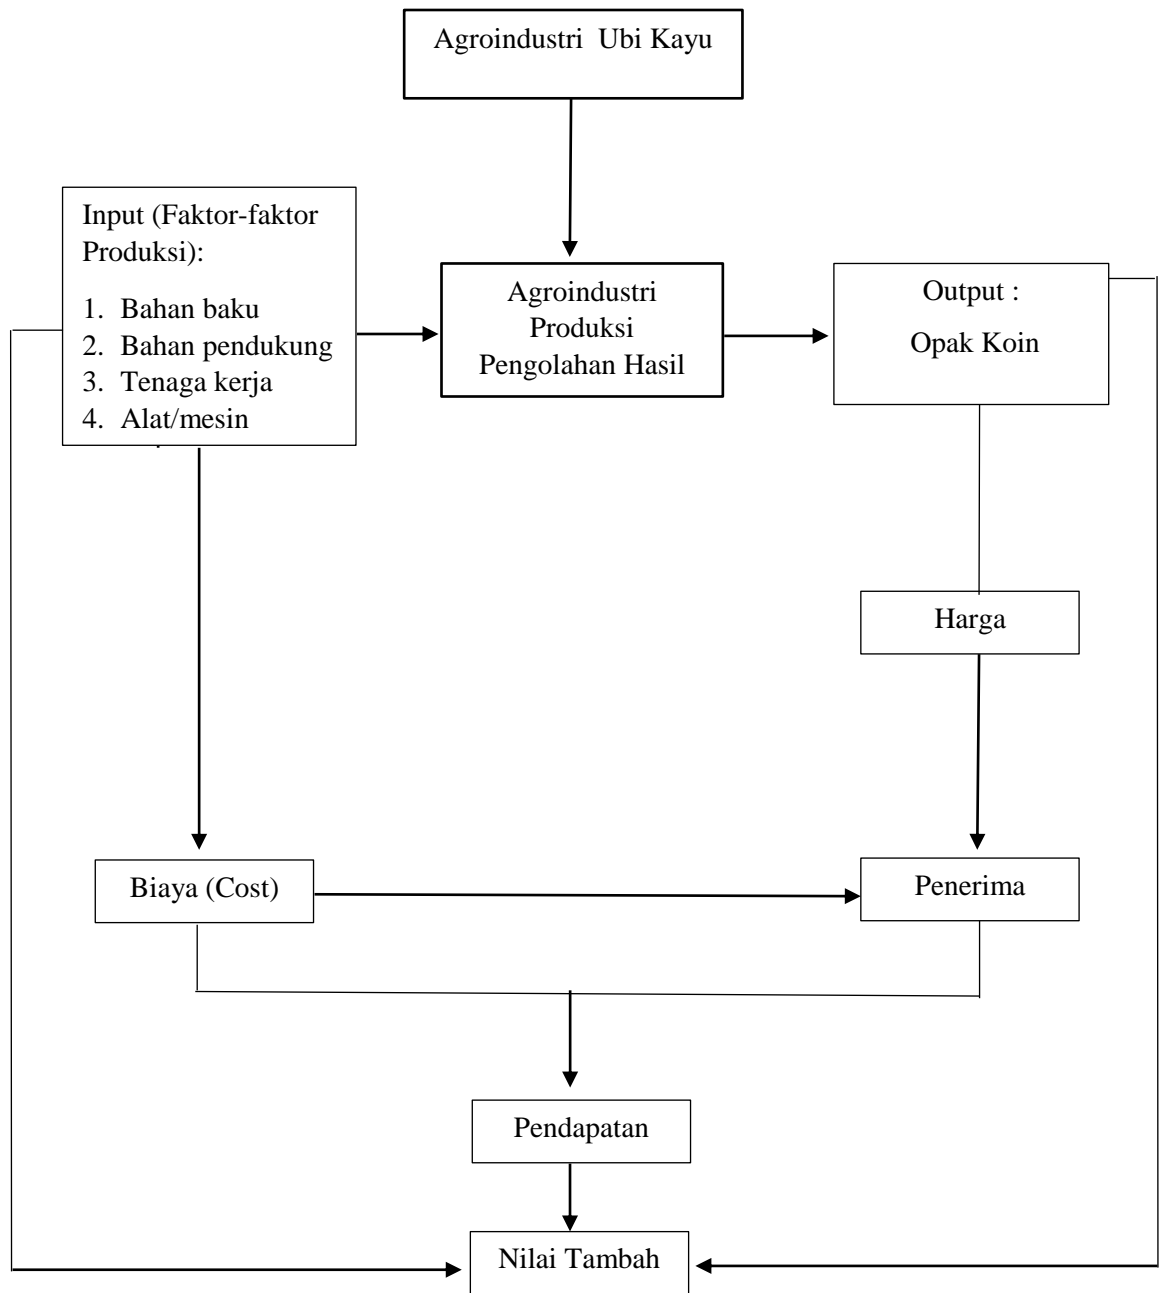 Agroindustri  Ubi Kayu
Input (Faktor-faktor
Produksi):
1. Bahan baku
2. Bahan pendukung
3. Tenaga kerja
4. Alat/mesin
Agroindustri
Produksi
Pengolahan Hasil
Output :
Opak Koin
Harga
Biaya (Cost)
Penerima
Pendapatan
Nilai Tambah